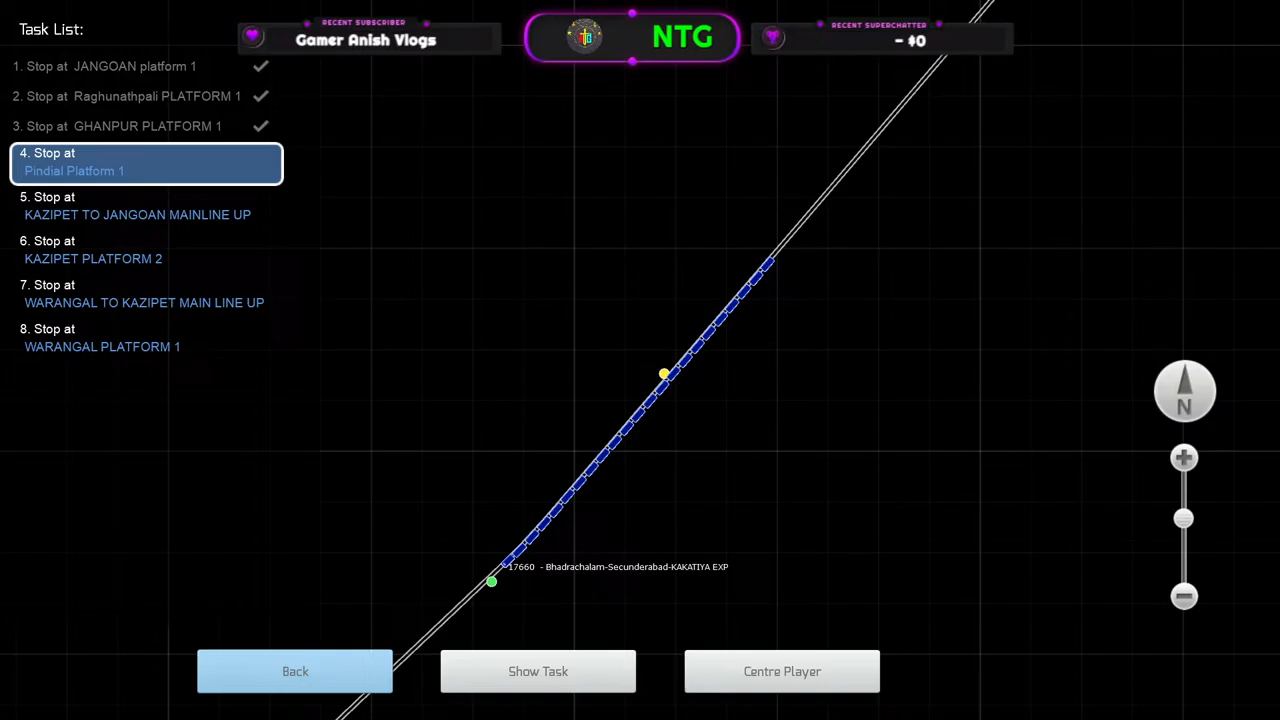 Task List:
RECENT SUBSCRIBER
Gamer Anish Vlogs
NTG
RECENT SUPERCHATTER
- $0
1. Stop at JANGOAN platform 1
2. Stop at Raghunathpali PLATFORM 1
3. Stop at GHANPUR PLATFORM 1
4. Stop at
Pindial Platform 1
5. Stop at
KAZIPET TO JANGOAN MAINLINE UP
6. Stop at
KAZIPET PLATFORM 2
7. Stop at
WARANGAL TO KAZIPET MAIN LINE UP
8. Stop at
WARANGAL PLATFORM 1
N
17660 - Bhadrachalam-Secunderabad-KAKATIYA EXP
Back
Show Task
Centre Player